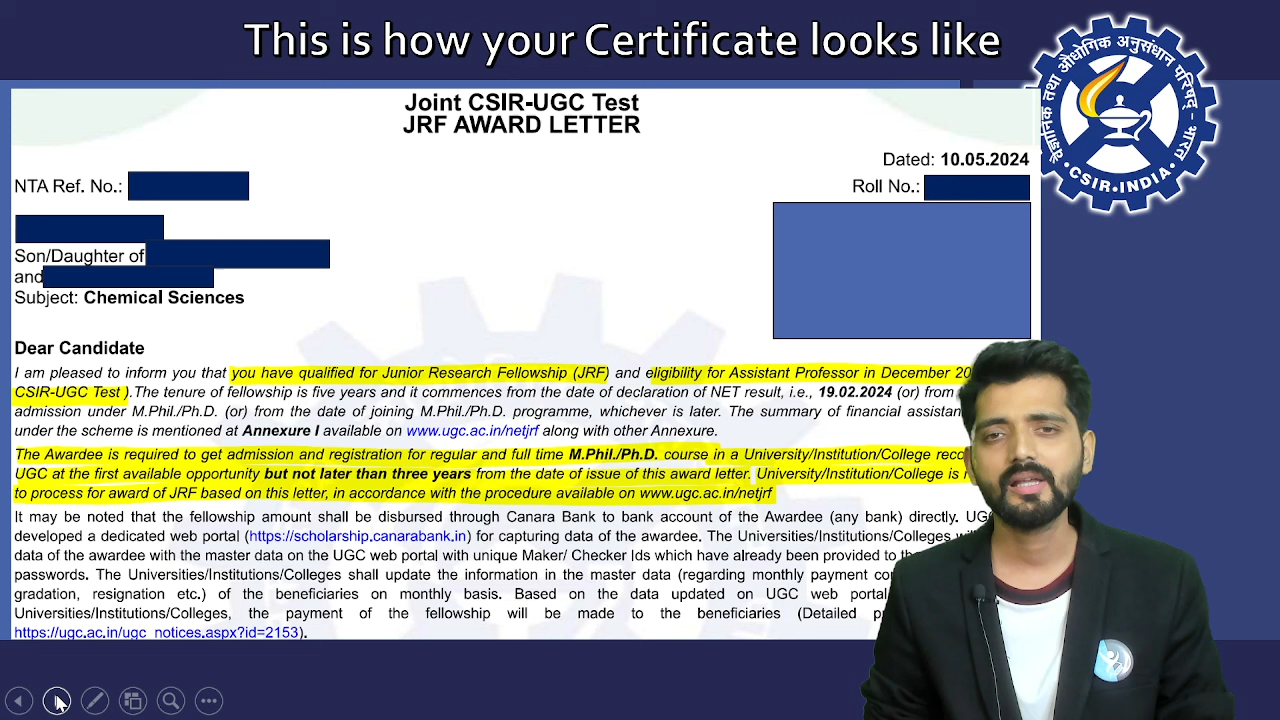 This is how your Certificate looks like
वैज्ञानिक तथा औद्योगिक अनुसंधान परिषद् - भारत
•CSIR•INDIA•
Joint CSIR-UGC Test
JRF AWARD LETTER
Dated: 10.05.2024
NTA Ref. No.:
Roll No.:
Son/Daughter of
and
Subject: Chemical Sciences
Dear Candidate
I am pleased to inform you that you have qualified for Junior Research Fellowship (JRF) and eligibility for Assistant Professor in December 20
CSIR-UGC Test ).The tenure of fellowship is five years and it commences from the date of declaration of NET result, i.e., 19.02.2024 (or) from
admission under M.Phil./Ph.D. (or) from the date of joining M.Phil./Ph.D. programme, whichever is later. The summary of financial
under the scheme is mentioned at Annexure I available on www.ugc.ac.in/netjrf along with other Annexure.
The Awardee is required to get admission and registration for regular and full time M.Phil./Ph.D. course in a University/Institution/College
UGC at the first available opportunity but not later than three years from the date of issue of this award letter. University/Institution/College is
to process for award of JRF based on this letter, in accordance with the procedure available on www.ugc.ac.in/netjrf
It may be noted that the fellowship amount shall be disbursed through Canara Bank to bank account of the Awardee (any bank) directly.
developed a dedicated web portal (https://scholarship.canarabank.in) for capturing data of the awardee. The Universities/Institutions/Colleges
data of the awardee with the master data on the UGC web portal with unique Maker/ Checker Ids which have already been provided to
passwords. The Universities/Institutions/Colleges shall update the information in the master data (regarding monthly payment
gradation, resignation etc.) of the beneficiaries on monthly basis. Based on the data updated on UGC web portal
Universities/Institutions/Colleges, the payment of the fellowship will be made to the beneficiaries (Detailed
https://ugc.ac.in/ugc_notices.aspx?id=2153).